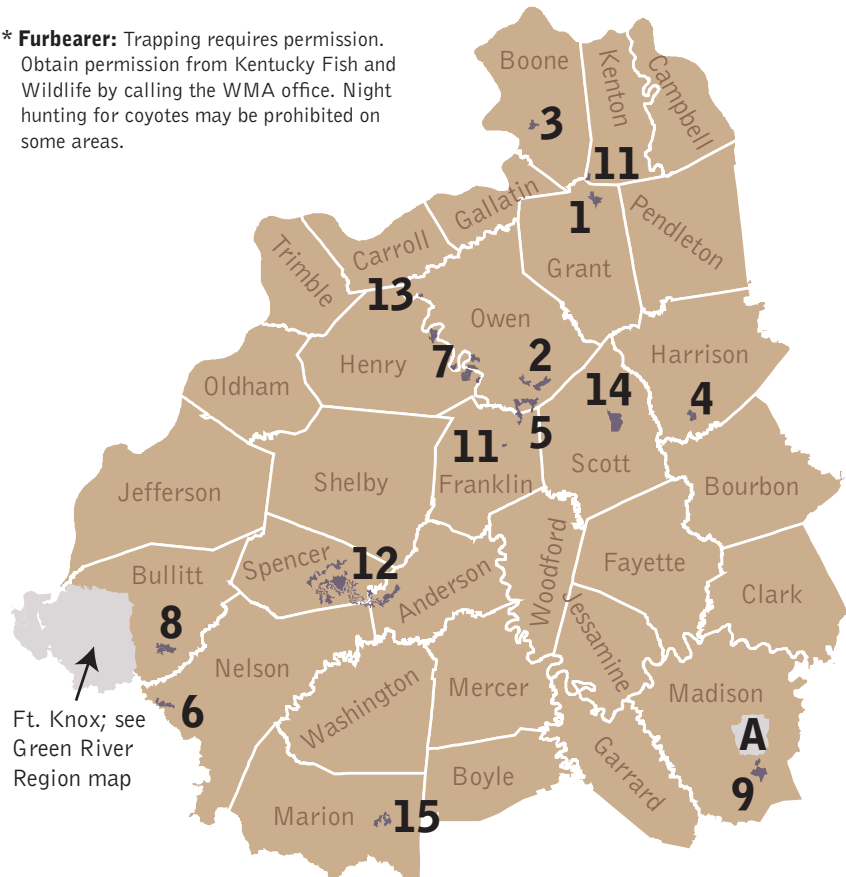 * Furbearer: Trapping requires permission.
Obtain permission from Kentucky Fish and
Wildlife by calling the WMA office. Night
hunting for coyotes may be prohibited on
some areas.
Boone
Kenton
Campbell
3
11
1
Gallatin
Pendleton
Carroll
Trimble
Grant
13
Owen
7
2
Henry
Harrison
Oldham
14
4
11
5
Scott
Jefferson
Shelby
Franklin
Bourbon
Spencer
12
Woodford
Fayette
Bullitt
Anderson
Clark
8
Jessamine
Nelson
Mercer
Madison
6
Washington
Ft. Knox; see
Green River
Region map
A
Garrard
Boyle
9
Marion
15